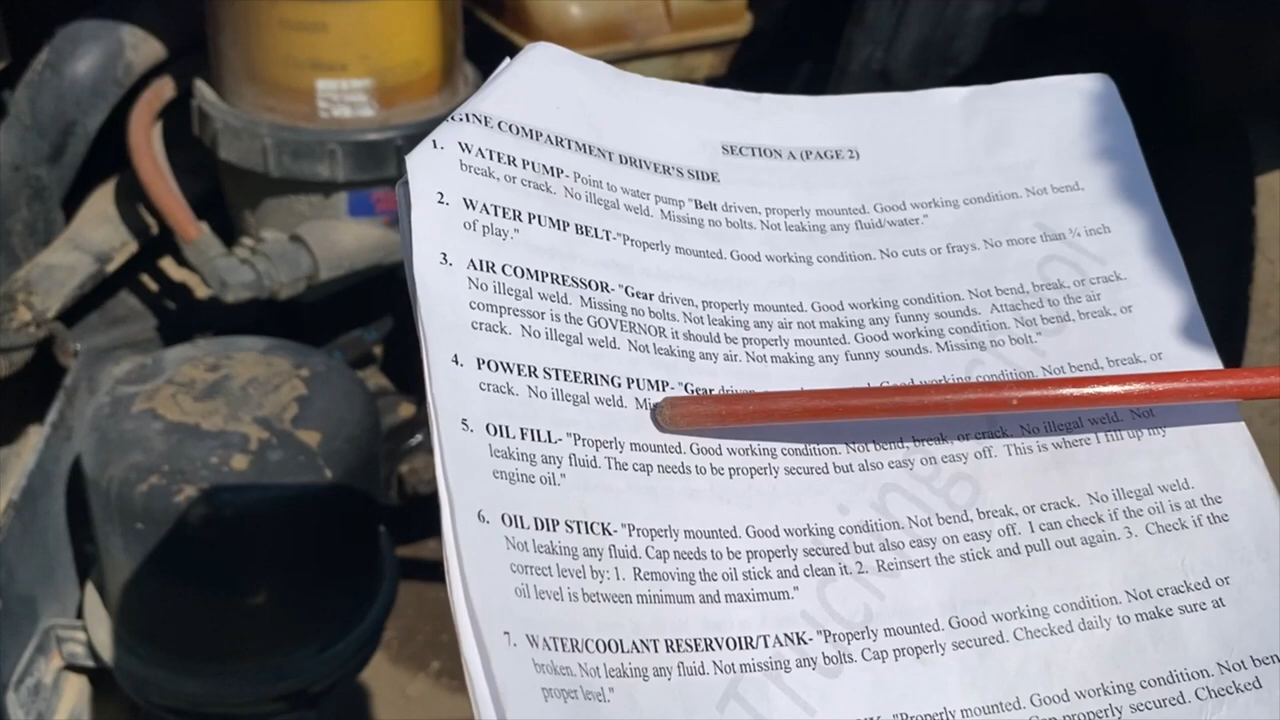 GINE COMPARTMENT DRIVER'S SIDE
SECTION A (PAGE 2)
1. WATER PUMP- Point to water pump "Belt driven, properly mounted. Good working condition. Not bend,
break, or crack. No illegal weld. Missing no bolts. Not leaking any fluid/water."
2. WATER PUMP BELT-"Properly mounted. Good working condition. No cuts or frays. No more than ¾ inch
of play."
3. AIR COMPRESSOR- "Gear driven, properly mounted. Good working condition. Not bend, break, or crack.
No illegal weld. Missing no bolts. Not leaking any air not making any funny sounds. Attached to the air
compressor is the GOVERNOR it should be properly mounted. Good working condition. Not bend, break, or
crack. No illegal weld. Not leaking any air. Not making any funny sounds. Missing no bolt."
4. POWER STEERING PUMP- "Gear driven Good working condition. Not bend, break, or
crack. No illegal weld. Mis
5. OIL FILL- "Properly mounted. Good working condition. Not bend, break, or crack. No illegal weld. Not
leaking any fluid. The cap needs to be properly secured but also easy on easy off. This is where I fill up my
engine oil."
6. OIL DIP STICK- "Properly mounted. Good working condition. Not bend, break, or crack. No illegal weld.
Not leaking any fluid. Cap needs to be properly secured but also easy on easy off. I can check if the oil is at the
correct level by: 1. Removing the oil stick and clean it. 2. Reinsert the stick and pull out again. 3. Check if the
oil level is between minimum and maximum."
7. WATER/COOLANT RESERVOIR/TANK- "Properly mounted. Good working condition. Not cracked or
broken. Not leaking any fluid. Not missing any bolts. Cap properly secured. Checked daily to make sure at
proper level."
"Properly mounted. Good working condition. Not ben
properly secured. Checked
Trucking School